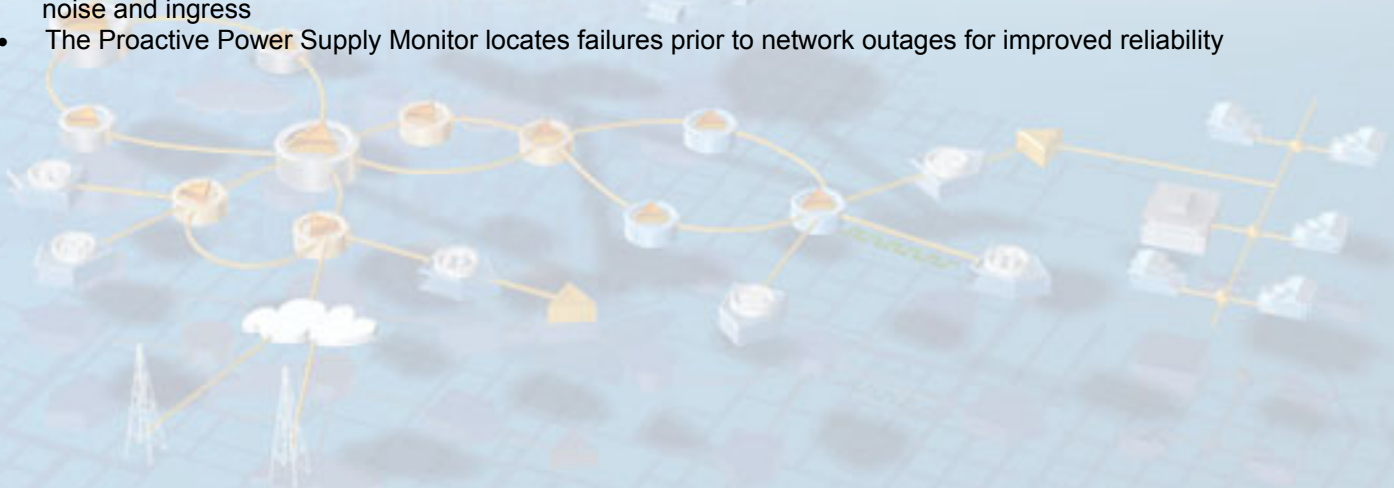 noise and ingress
• The Proactive Power Supply Monitor locates failures prior to network outages for improved reliability